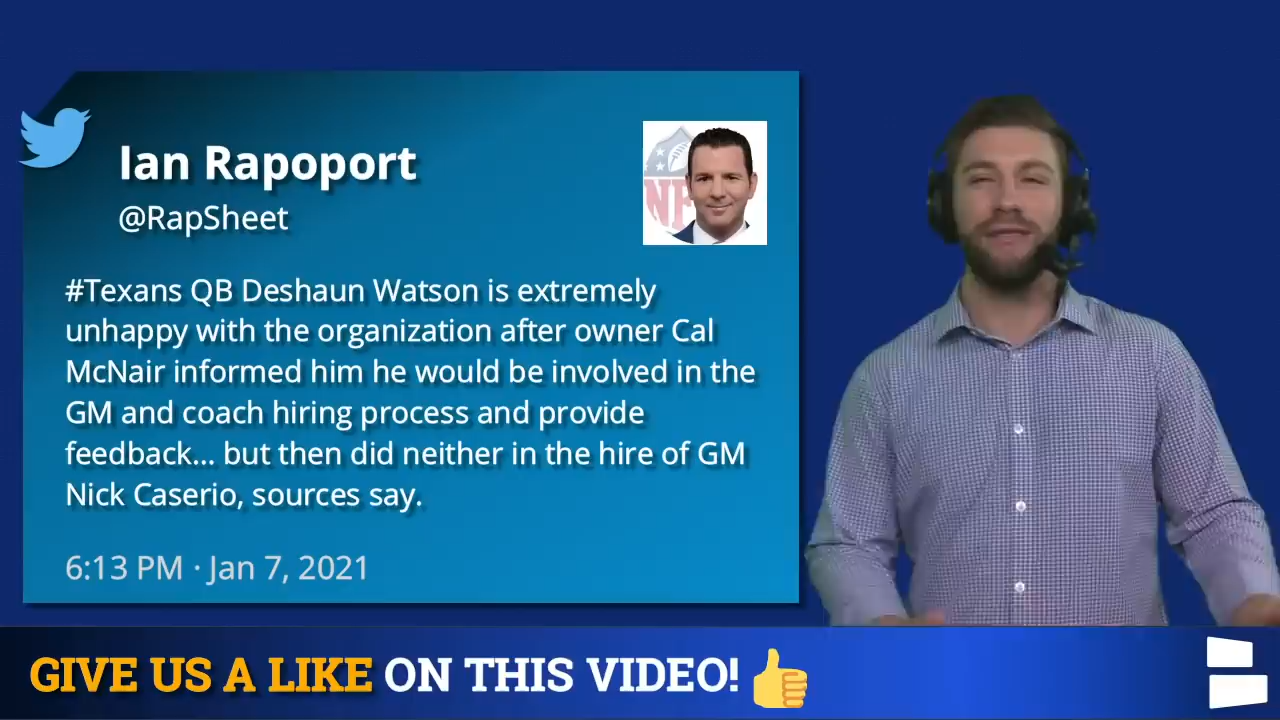 Ian Rapoport
@RapSheet
NF
#Texans QB Deshaun Watson is extremely
unhappy with the organization after owner Cal
McNair informed him he would be involved in the
GM and coach hiring process and provide
feedback... but then did neither in the hire of GM
Nick Caserio, sources say.
6:13 PM · Jan 7, 2021
GIVE US A LIKE ON THIS VIDEO!